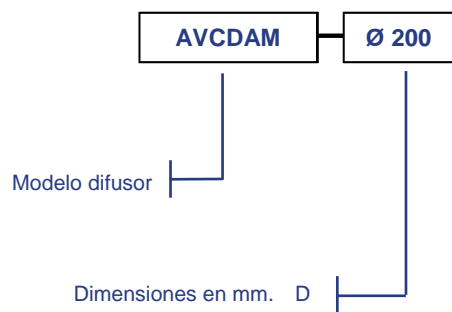 AVCDAM Ø 200
Modelo difusor
Dimensiones en mm. D